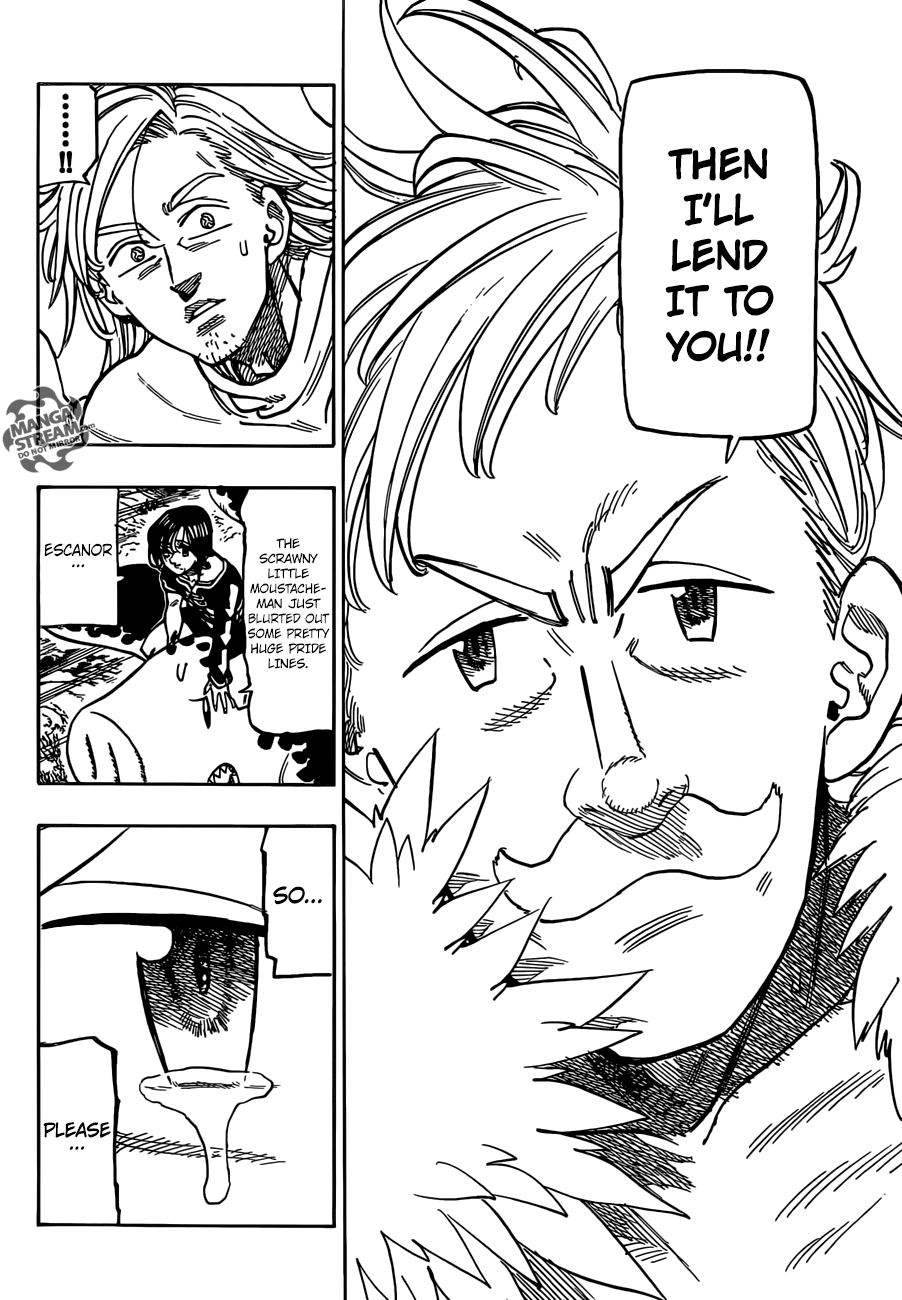 THEN
I'LL
LEND
IT TO
YOU!!
......!!
MANGA
STREAM.com
DO NOT MIRROR
THE
SCRAWNY
LITTLE
MOUSTACHE-
MAN JUST
BLURTED OUT
SOME PRETTY
HUGE PRIDE
LINES.
ESCANOR
...
SO...
PLEASE
...